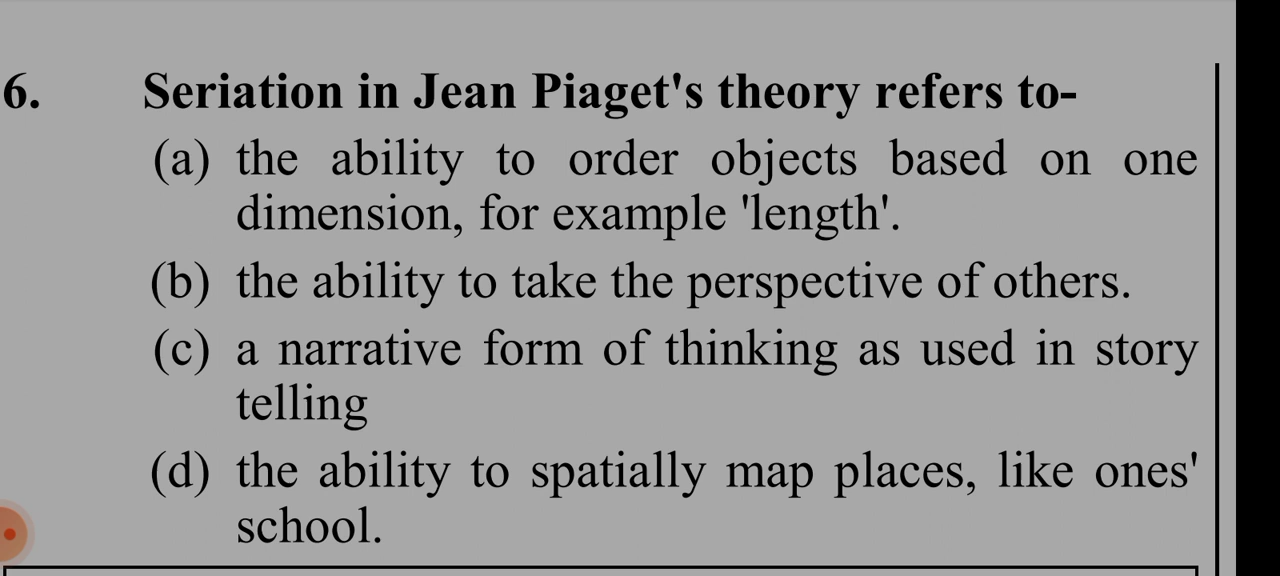 6. Seriation in Jean Piaget's theory refers to-
(a) the ability to order objects based on one
dimension, for example 'length'.
(b) the ability to take the perspective of others.
(c) a narrative form of thinking as used in story
telling
(d) the ability to spatially map places, like ones'
school.